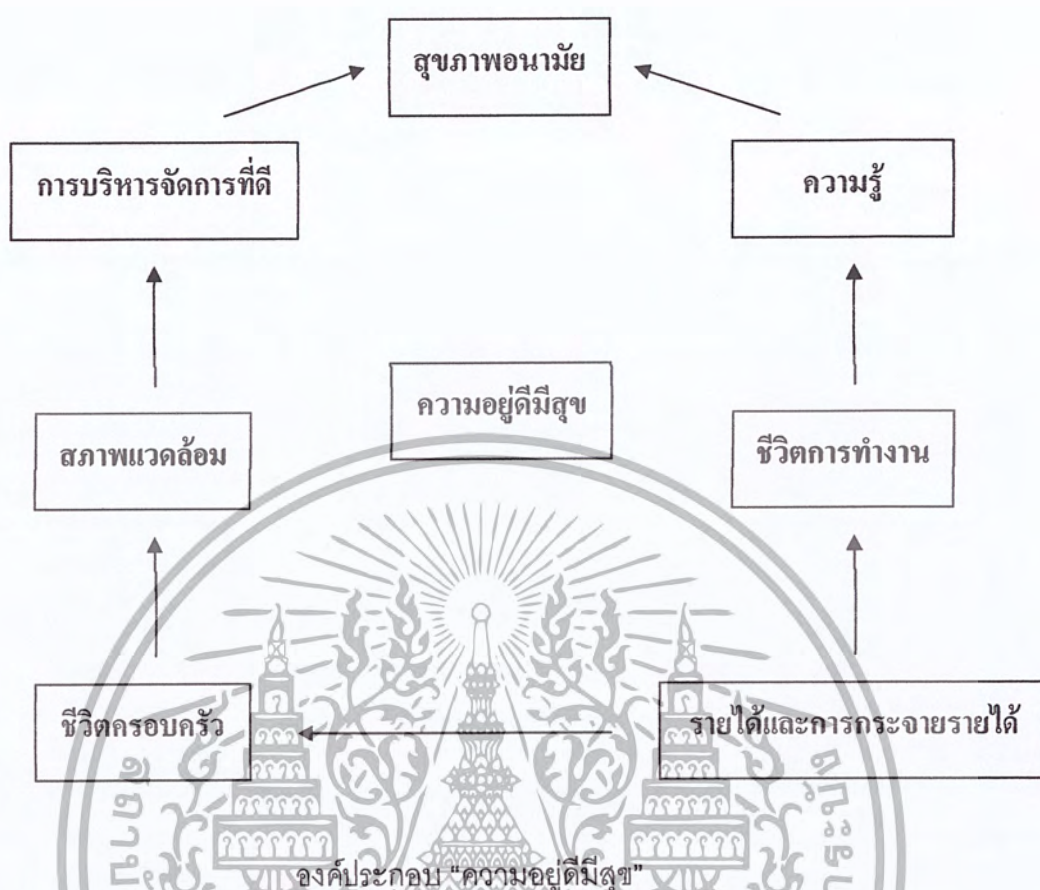 สุขภาพอนามัย
การบริหารจัดการที่ดี
ความรู้
ความอยู่ดีมีสุข
สภาพแวดล้อม
ชีวิตการทำงาน
ชีวิตครอบครัว
รายได้และการกระจายรายได้
องค์ประกอบ “ความอยู่ดีมีสุข”